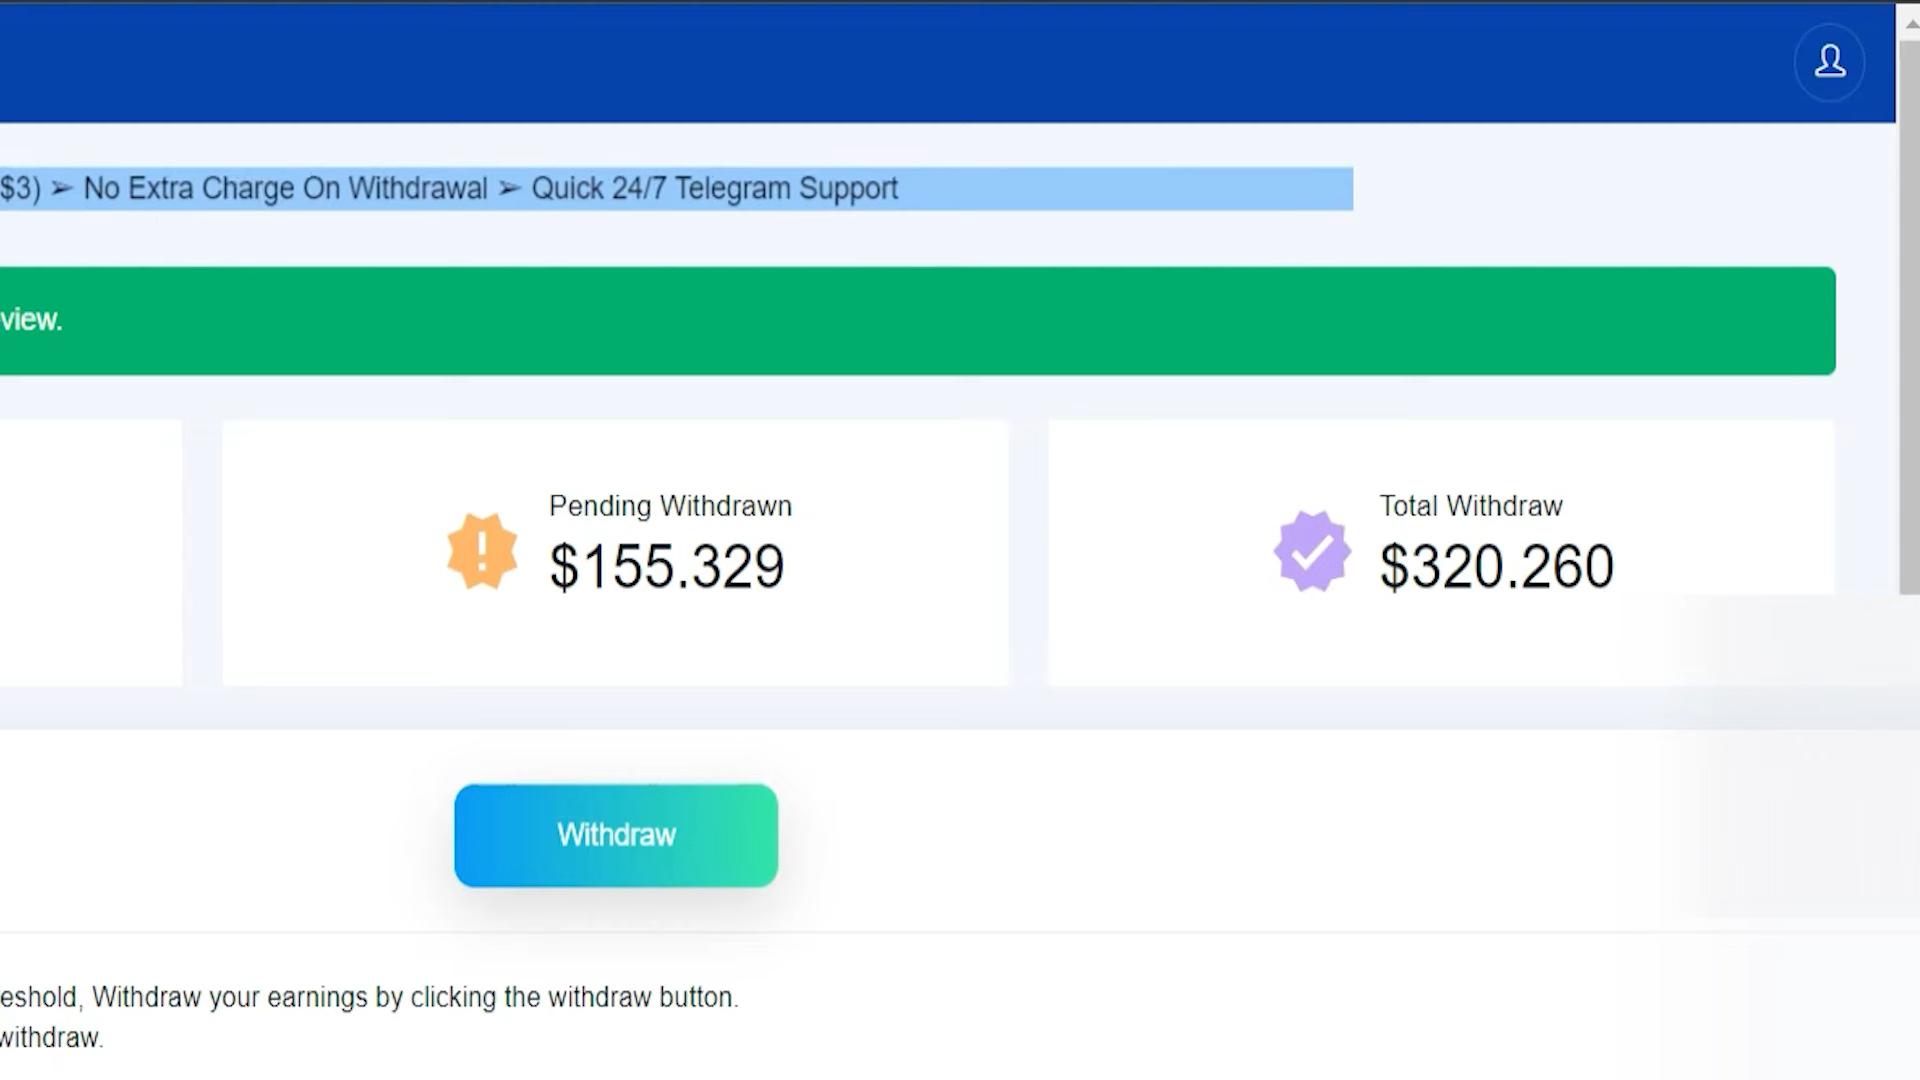 $3) ➢ No Extra Charge On Withdrawal ➢ Quick 24/7 Telegram Support
view.
Pending Withdrawn
$155.329
Total Withdraw
$320.260
Withdraw
eshold, Withdraw your earnings by clicking the withdraw button.
withdraw.